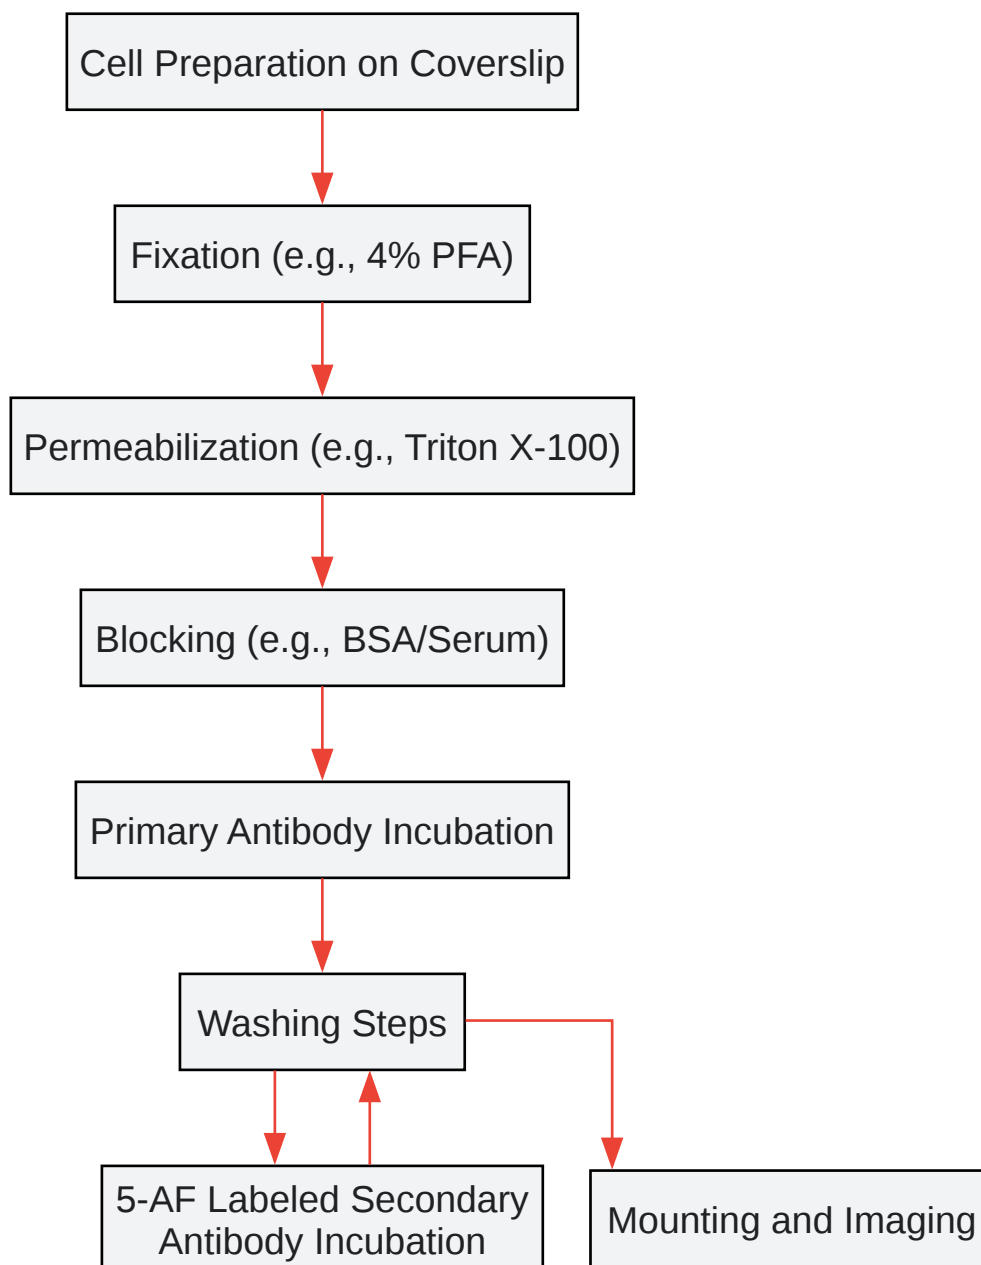 Cell Preparation on Coverslip
Fixation (e.g., 4% PFA)
Permeabilization (e.g., Triton X-100)
Blocking (e.g., BSA/Serum)
Primary Antibody Incubation
Washing Steps
5-AF Labeled Secondary
Antibody Incubation
Mounting and Imaging